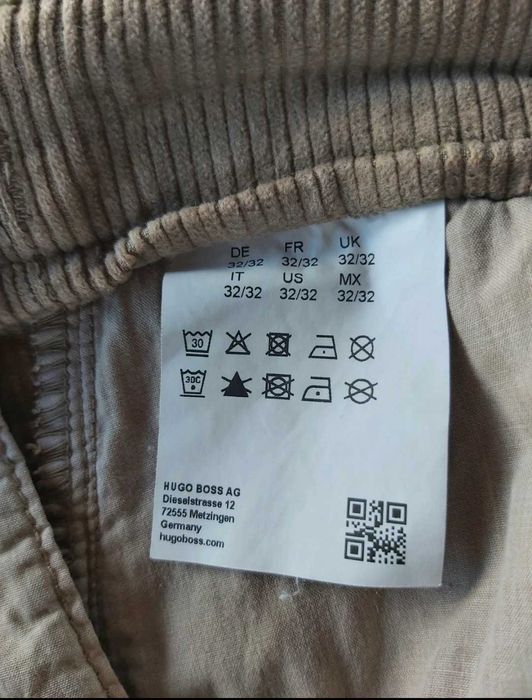 DE FR UK
32/32 32/32 32/32
IT US MX
32/32 32/32 32/32
30
30C
HUGO BOSS AG
Dieselstrasse 12
72555 Metzingen
Germany
hugoboss.com